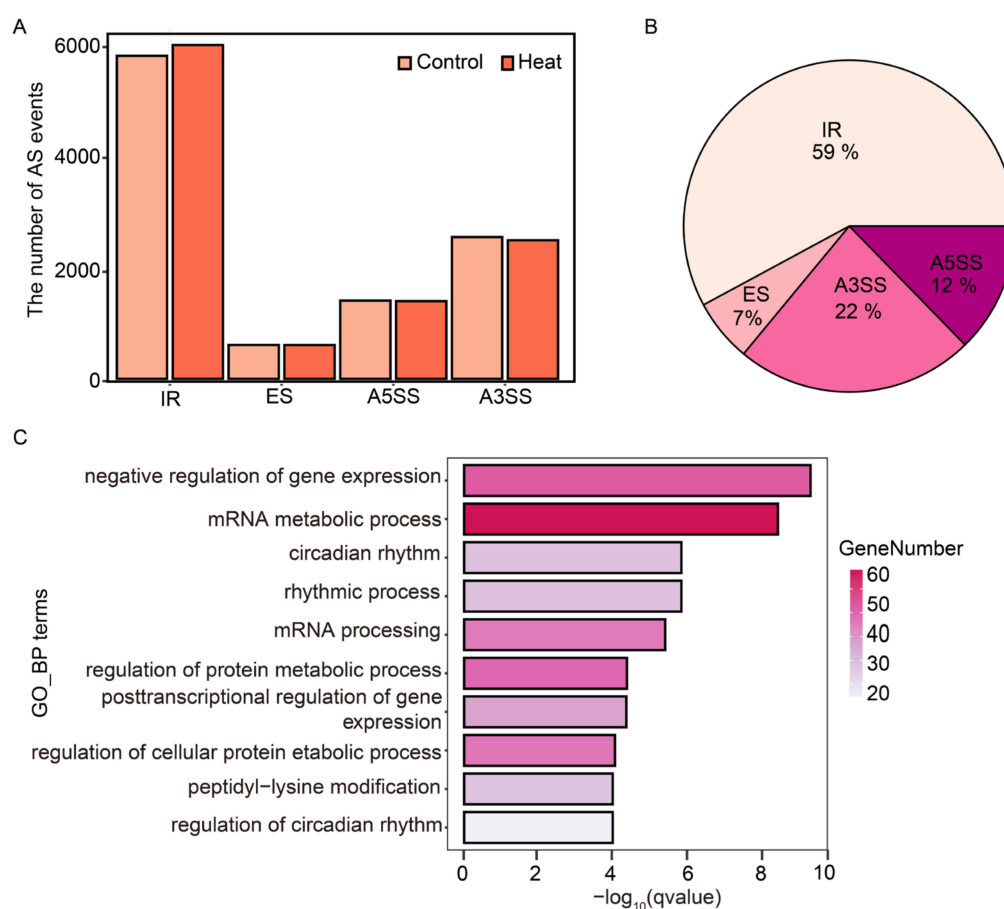 A
The number of AS events
6000
4000
2000
0
Control
Heat
IR
ES
A5SS
A3SS
B
IR
59 %
A5SS
12 %
A3SS
22 %
ES
7%
C
GO_BP terms
negative regulation of gene expression
mRNA metabolic process
circadian rhythm
rhythmic process
mRNA processing
regulation of protein metabolic process
posttranscriptional regulation of gene
expression
regulation of cellular protein etabolic process
peptidyl−lysine modification
regulation of circadian rhythm
0
2
4
6
8
10
−log₁₀(qvalue)
GeneNumber
60
50
40
30
20